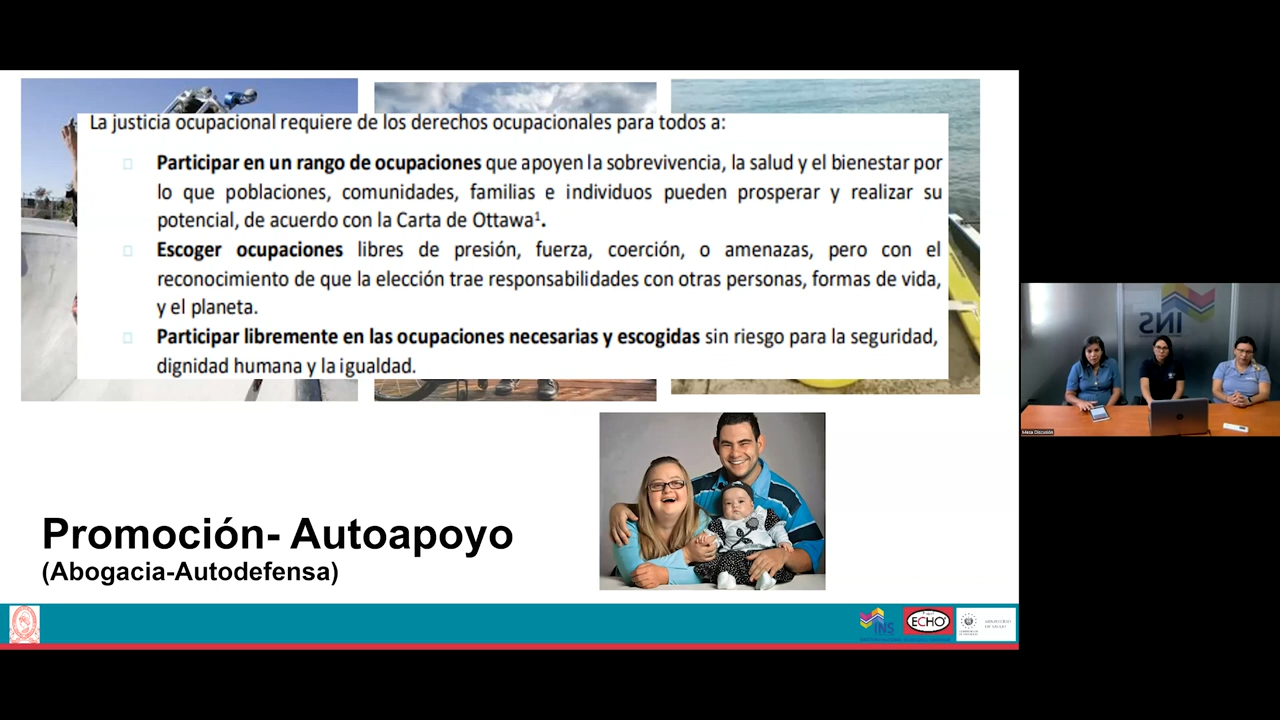 La justicia ocupacional requiere de los derechos ocupacionales para todos a:
Participar en un rango de ocupaciones que apoyen la sobrevivencia, la salud y el bienestar por
lo que poblaciones, comunidades, familias e individuos pueden prosperar y realizar su
potencial, de acuerdo con la Carta de Ottawa¹.
Escoger ocupaciones libres de presión, fuerza, coerción, o amenazas, pero con el
reconocimiento de que la elección trae responsabilidades con otras personas, formas de vida,
y el planeta.
Participar libremente en las ocupaciones necesarias y escogidas sin riesgo para la seguridad,
dignidad humana y la igualdad.
Promoción- Autoapoyo
(Abogacia-Autodefensa)
INS
ECHO
INS
Mesa Discusión